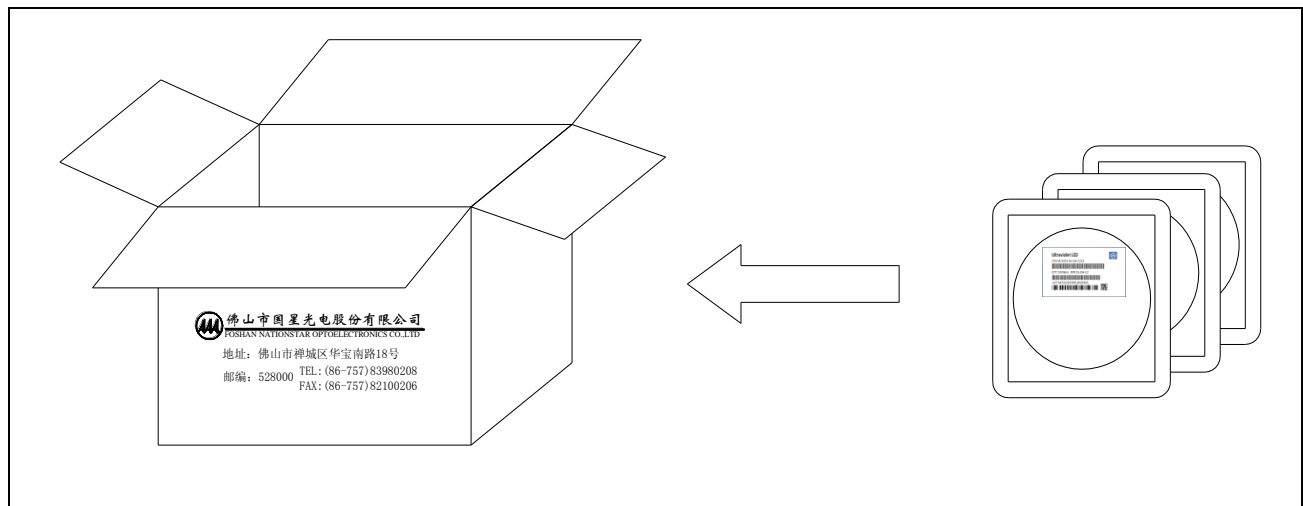 佛山市国星光电股份有限公司
FOSHAN NATIONSTAR OPTOELECTRONICS CO.,LTD
地址：佛山市禅城区华宝南路18号
邮编：528000
TEL:(86-757)83980208
FAX:(86-757)82100206
Ultraviolet LED